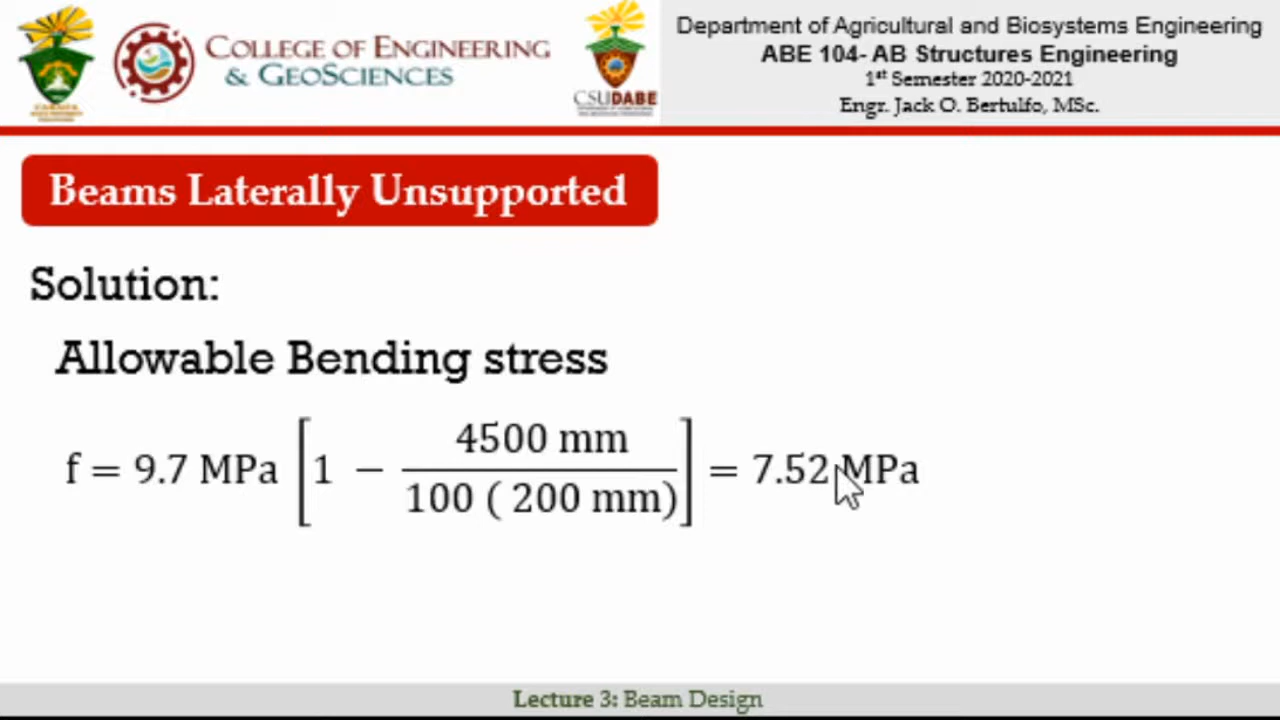 COLLEGE OF ENGINEERING
& GEOSCIENCES
CSUDABE
Department of Agricultural and Biosystems Engineering
ABE 104- AB Structures Engineering
1st Semester 2020-2021
Engr. Jack O. Bertulfo, MSc.
Beams Laterally Unsupported
Solution:
Allowable Bending stress
f = 9.7 MPa [1 − 4500 mm / 100 ( 200 mm)] = 7.52 MPa
Lecture 3: Beam Design